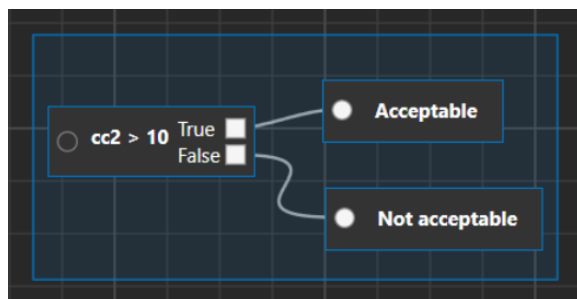 cc2 > 10
True
False
Acceptable
Not acceptable